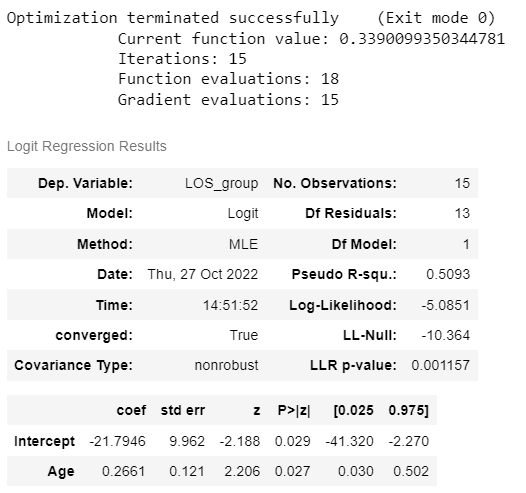 Optimization terminated successfully    (Exit mode 0)
Current function value: 0.3390099350344781
Iterations: 15
Function evaluations: 18
Gradient evaluations: 15
Logit Regression Results
Dep. Variable: LOS_group No. Observations: 15
Model: Logit Df Residuals: 13
Method: MLE Df Model: 1
Date: Thu, 27 Oct 2022 Pseudo R-squ.: 0.5093
Time: 14:51:52 Log-Likelihood: -5.0851
converged: True LL-Null: -10.364
Covariance Type: nonrobust LLR p-value: 0.001157
coef std err z P>|z| [0.025 0.975]
Intercept -21.7946 9.962 -2.188 0.029 -41.320 -2.270
Age 0.2661 0.121 2.206 0.027 0.030 0.502